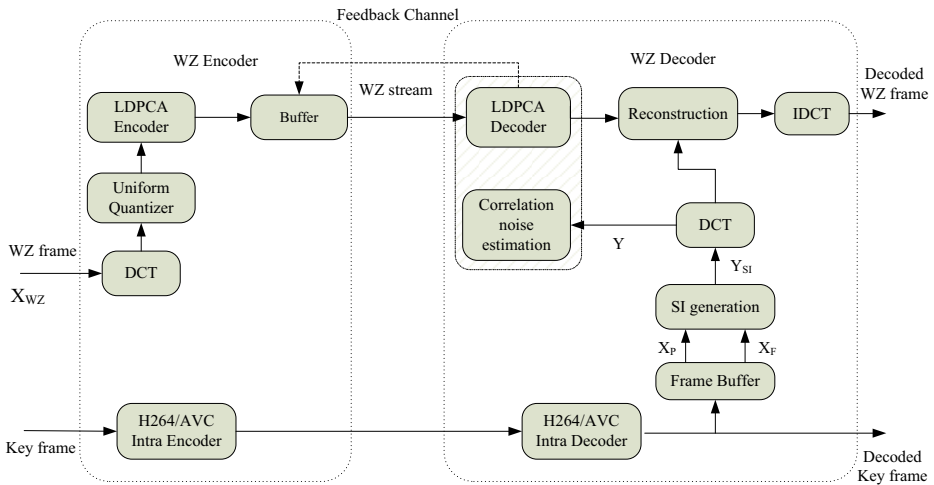 Feedback Channel
WZ Encoder
WZ Decoder
LDPCA
Encoder
Buffer
WZ stream
LDPCA
Decoder
Reconstruction
IDCT
Decoded
WZ frame
Uniform
Quantizer
Correlation
noise
estimation
Y
DCT
WZ frame
X_WZ
DCT
Y_SI
SI generation
X_P
X_F
Frame Buffer
Key frame
H264/AVC
Intra Encoder
H264/AVC
Intra Decoder
Decoded
Key frame